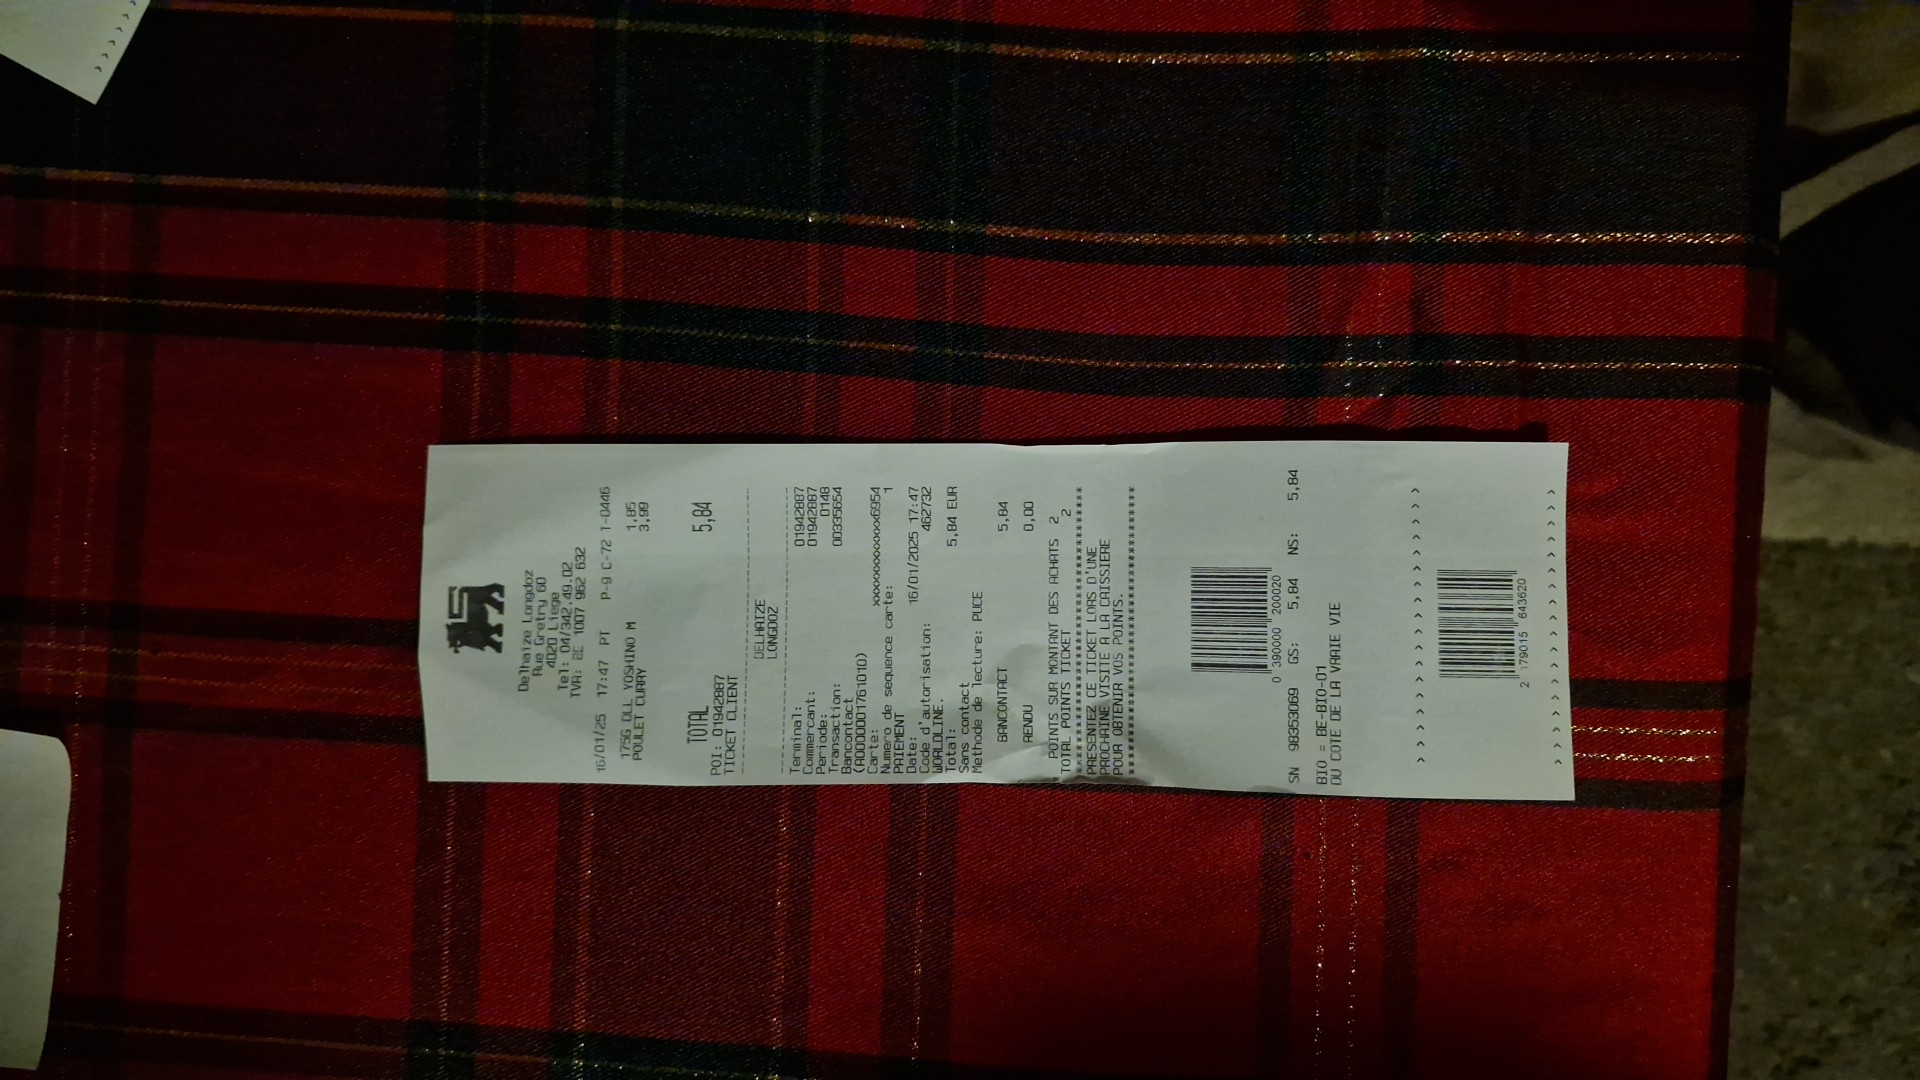 Delhaize Longdoz
Rue Gretry 60
4020 Liege
Tel: 04/342.49.02
TVA: BE 1007 962 632
16/01/25 17:47 PT P-9 C-72 T-0446
175G DLL YOSHINO M 1,85
POULET CURRY 3,99
TOTAL 5,84
POI: 01942887
TICKET CLIENT
DELHAIZE
LONGDOZ
Terminal: 01942887
Commercant: 01942887
Periode: 0148
Transaction: 00335654
Bancontact
(A0000001761010)
Carte: xxxxxxxxxxxxx6954
Numero de sequence carte: 1
PAIEMENT
Date: 16/01/2025 17:47
Code d'autorisation: 462732
WORLDLINE.
Total: 5,84 EUR
Sans contact
Methode de lecture: PUCE
BANCONTACT 5,84
RENDU 0,00
POINTS SUR MONTANT DES ACHATS 2
TOTAL POINTS TICKET 2
PRESENTEZ CE TICKET LORS D'UNE
PROCHAINE VISITE A LA CAISSIERE
POUR OBTENIR VOS POINTS.
0 390000 200020
SN 98353069 GS: 5,84 NS: 5,84
BIO = BE-BIO-01
DU COTE DE LA VRAIE VIE
2 179015 643620